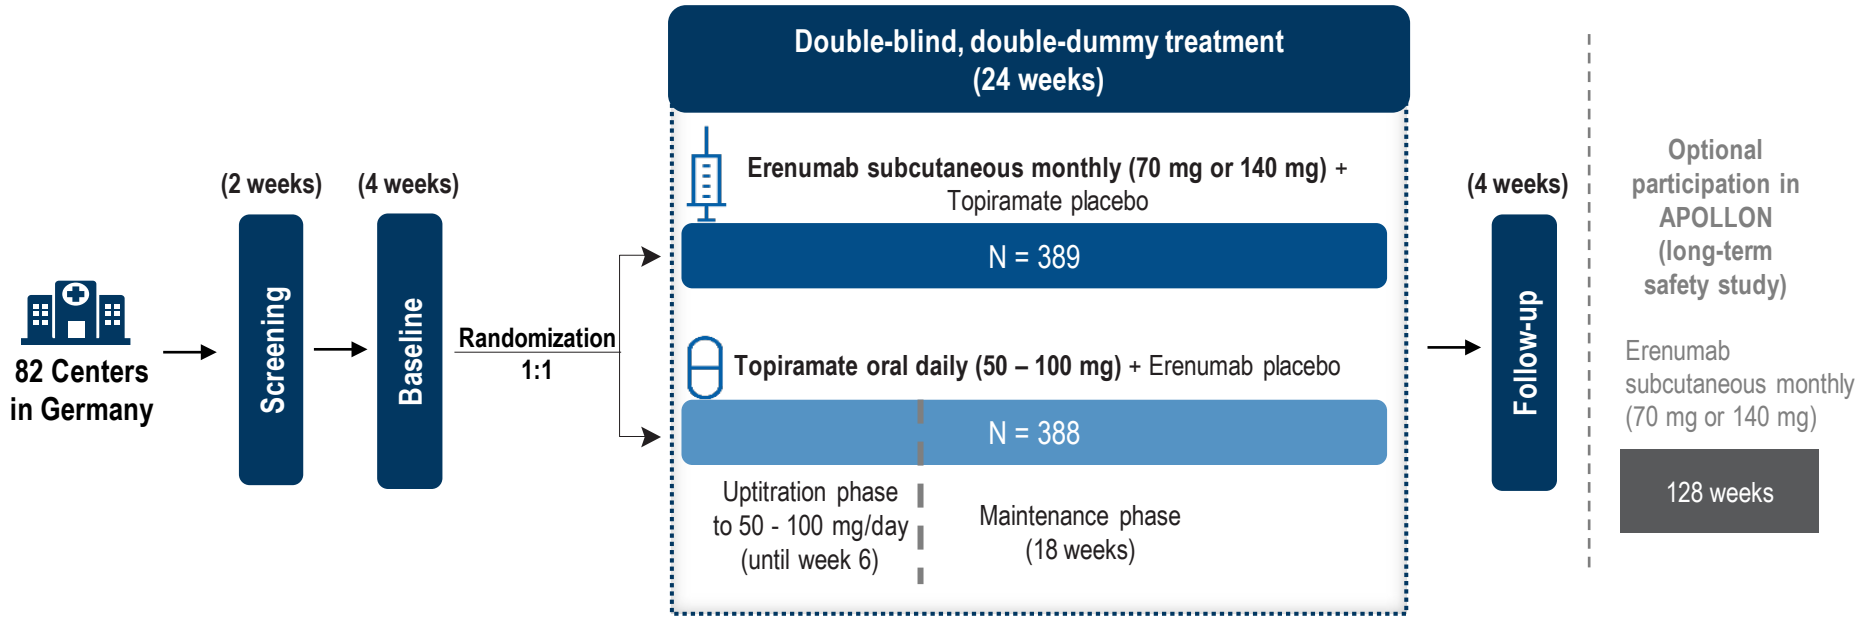 82 Centers
in Germany
(2 weeks)
Screening
(4 weeks)
Baseline
Randomization
1:1
Double-blind, double-dummy treatment
(24 weeks)
Erenumab subcutaneous monthly (70 mg or 140 mg) +
Topiramate placebo
N = 389
Topiramate oral daily (50 – 100 mg) + Erenumab placebo
N = 388
Uptitration phase
to 50 - 100 mg/day
(until week 6)
Maintenance phase
(18 weeks)
(4 weeks)
Follow-up
Optional
participation in
APOLLON
(long-term
safety study)
Erenumab
subcutaneous monthly
(70 mg or 140 mg)
128 weeks